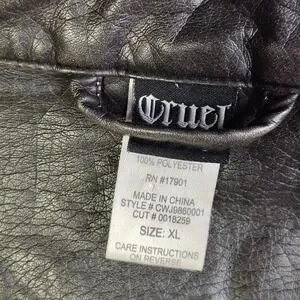 Cruel
100% POLYESTER
RN #17901
MADE IN CHINA
STYLE # CWJ9860001
CUT # 0018259
SIZE: XL
CARE INSTRUCTIONS
ON REVERSE